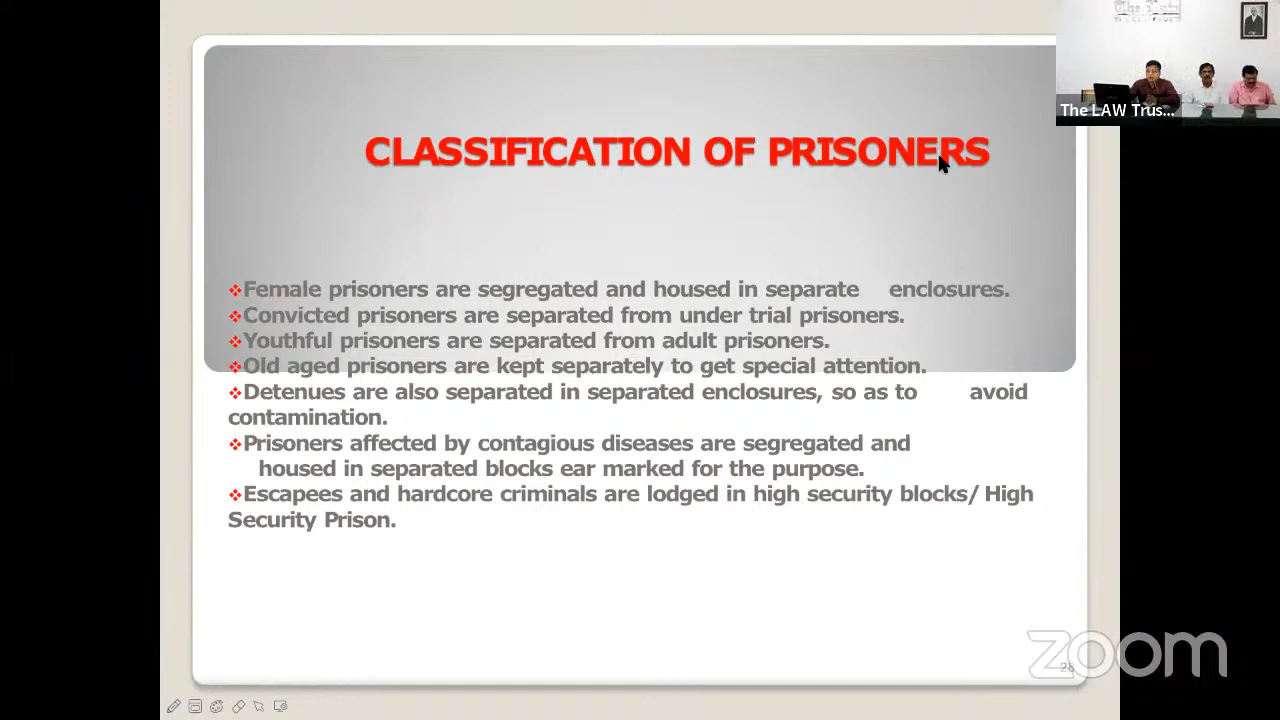 The LAW Trus...
CLASSIFICATION OF PRISONERS
❖Female prisoners are segregated and housed in separate enclosures.
❖Convicted prisoners are separated from under trial prisoners.
❖Youthful prisoners are separated from adult prisoners.
❖Old aged prisoners are kept separately to get special attention.
❖Detenues are also separated in separated enclosures, so as to avoid
contamination.
❖Prisoners affected by contagious diseases are segregated and
housed in separated blocks ear marked for the purpose.
❖Escapees and hardcore criminals are lodged in high security blocks/ High
Security Prison.
zoom
28